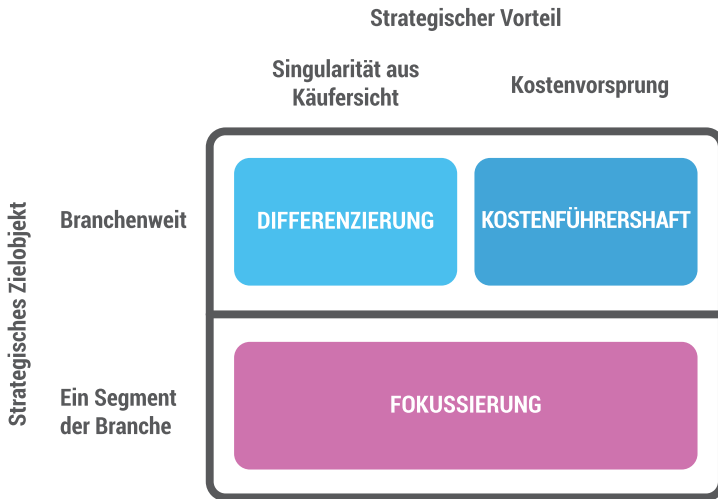 Strategischer Vorteil
Singularität aus
Käufersicht
Kostenvorsprung
Strategisches Zielobjekt
Branchenweit
DIFFERENZIERUNG
KOSTENFÜHRERSHAFT
Ein Segment
der Branche
FOKUSSIERUNG